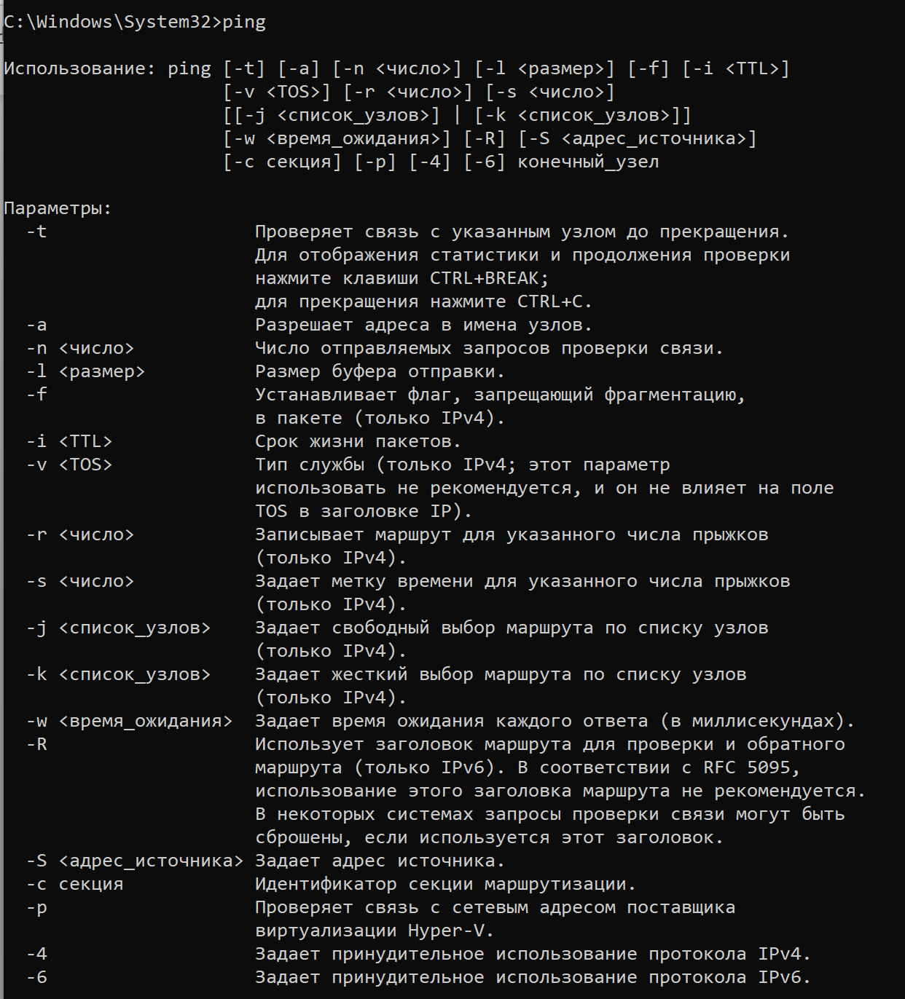 C:\Windows\System32>ping
Использование: ping [-t] [-a] [-n <число>] [-l <размер>] [-f] [-i <TTL>]
[-v <TOS>] [-r <число>] [-s <число>]
[[-j <список_узлов>] | [-k <список_узлов>]]
[-w <время_ожидания>] [-R] [-S <адрес_источника>]
[-c секция] [-p] [-4] [-6] конечный_узел
Параметры:
-t Проверяет связь с указанным узлом до прекращения.
Для отображения статистики и продолжения проверки
нажмите клавиши CTRL+BREAK;
для прекращения нажмите CTRL+C.
-a Разрешает адреса в имена узлов.
-n <число> Число отправляемых запросов проверки связи.
-l <размер> Размер буфера отправки.
-f Устанавливает флаг, запрещающий фрагментацию,
в пакете (только IPv4).
-i <TTL> Срок жизни пакетов.
-v <TOS> Тип службы (только IPv4; этот параметр
использовать не рекомендуется, и он не влияет на поле
TOS в заголовке IP).
-r <число> Записывает маршрут для указанного числа прыжков
(только IPv4).
-s <число> Задает метку времени для указанного числа прыжков
(только IPv4).
-j <список_узлов> Задает свободный выбор маршрута по списку узлов
(только IPv4).
-k <список_узлов> Задает жесткий выбор маршрута по списку узлов
(только IPv4).
-w <время_ожидания> Задает время ожидания каждого ответа (в миллисекундах).
-R Использует заголовок маршрута для проверки и обратного
маршрута (только IPv6). В соответствии с RFC 5095,
использование этого заголовка маршрута не рекомендуется.
В некоторых системах запросы проверки связи могут быть
сброшены, если используется этот заголовок.
-S <адрес_источника> Задает адрес источника.
-c секция Идентификатор секции маршрутизации.
-p Проверяет связь с сетевым адресом поставщика
виртуализации Hyper-V.
-4 Задает принудительное использование протокола IPv4.
-6 Задает принудительное использование протокола IPv6.